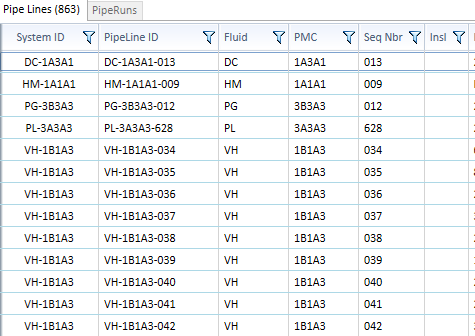 Pipe Lines (863) PipeRuns
System ID PipeLine ID Fluid PMC Seq Nbr Insl
DC-1A3A1 DC-1A3A1-013 DC 1A3A1 013
HM-1A1A1 HM-1A1A1-009 HM 1A1A1 009
PG-3B3A3 PG-3B3A3-012 PG 3B3A3 012
PL-3A3A3 PL-3A3A3-628 PL 3A3A3 628
VH-1B1A3 VH-1B1A3-034 VH 1B1A3 034
VH-1B1A3 VH-1B1A3-035 VH 1B1A3 035
VH-1B1A3 VH-1B1A3-036 VH 1B1A3 036
VH-1B1A3 VH-1B1A3-037 VH 1B1A3 037
VH-1B1A3 VH-1B1A3-038 VH 1B1A3 038
VH-1B1A3 VH-1B1A3-039 VH 1B1A3 039
VH-1B1A3 VH-1B1A3-040 VH 1B1A3 040
VH-1B1A3 VH-1B1A3-041 VH 1B1A3 041
VH-1B1A3 VH-1B1A3-042 VH 1B1A3 042